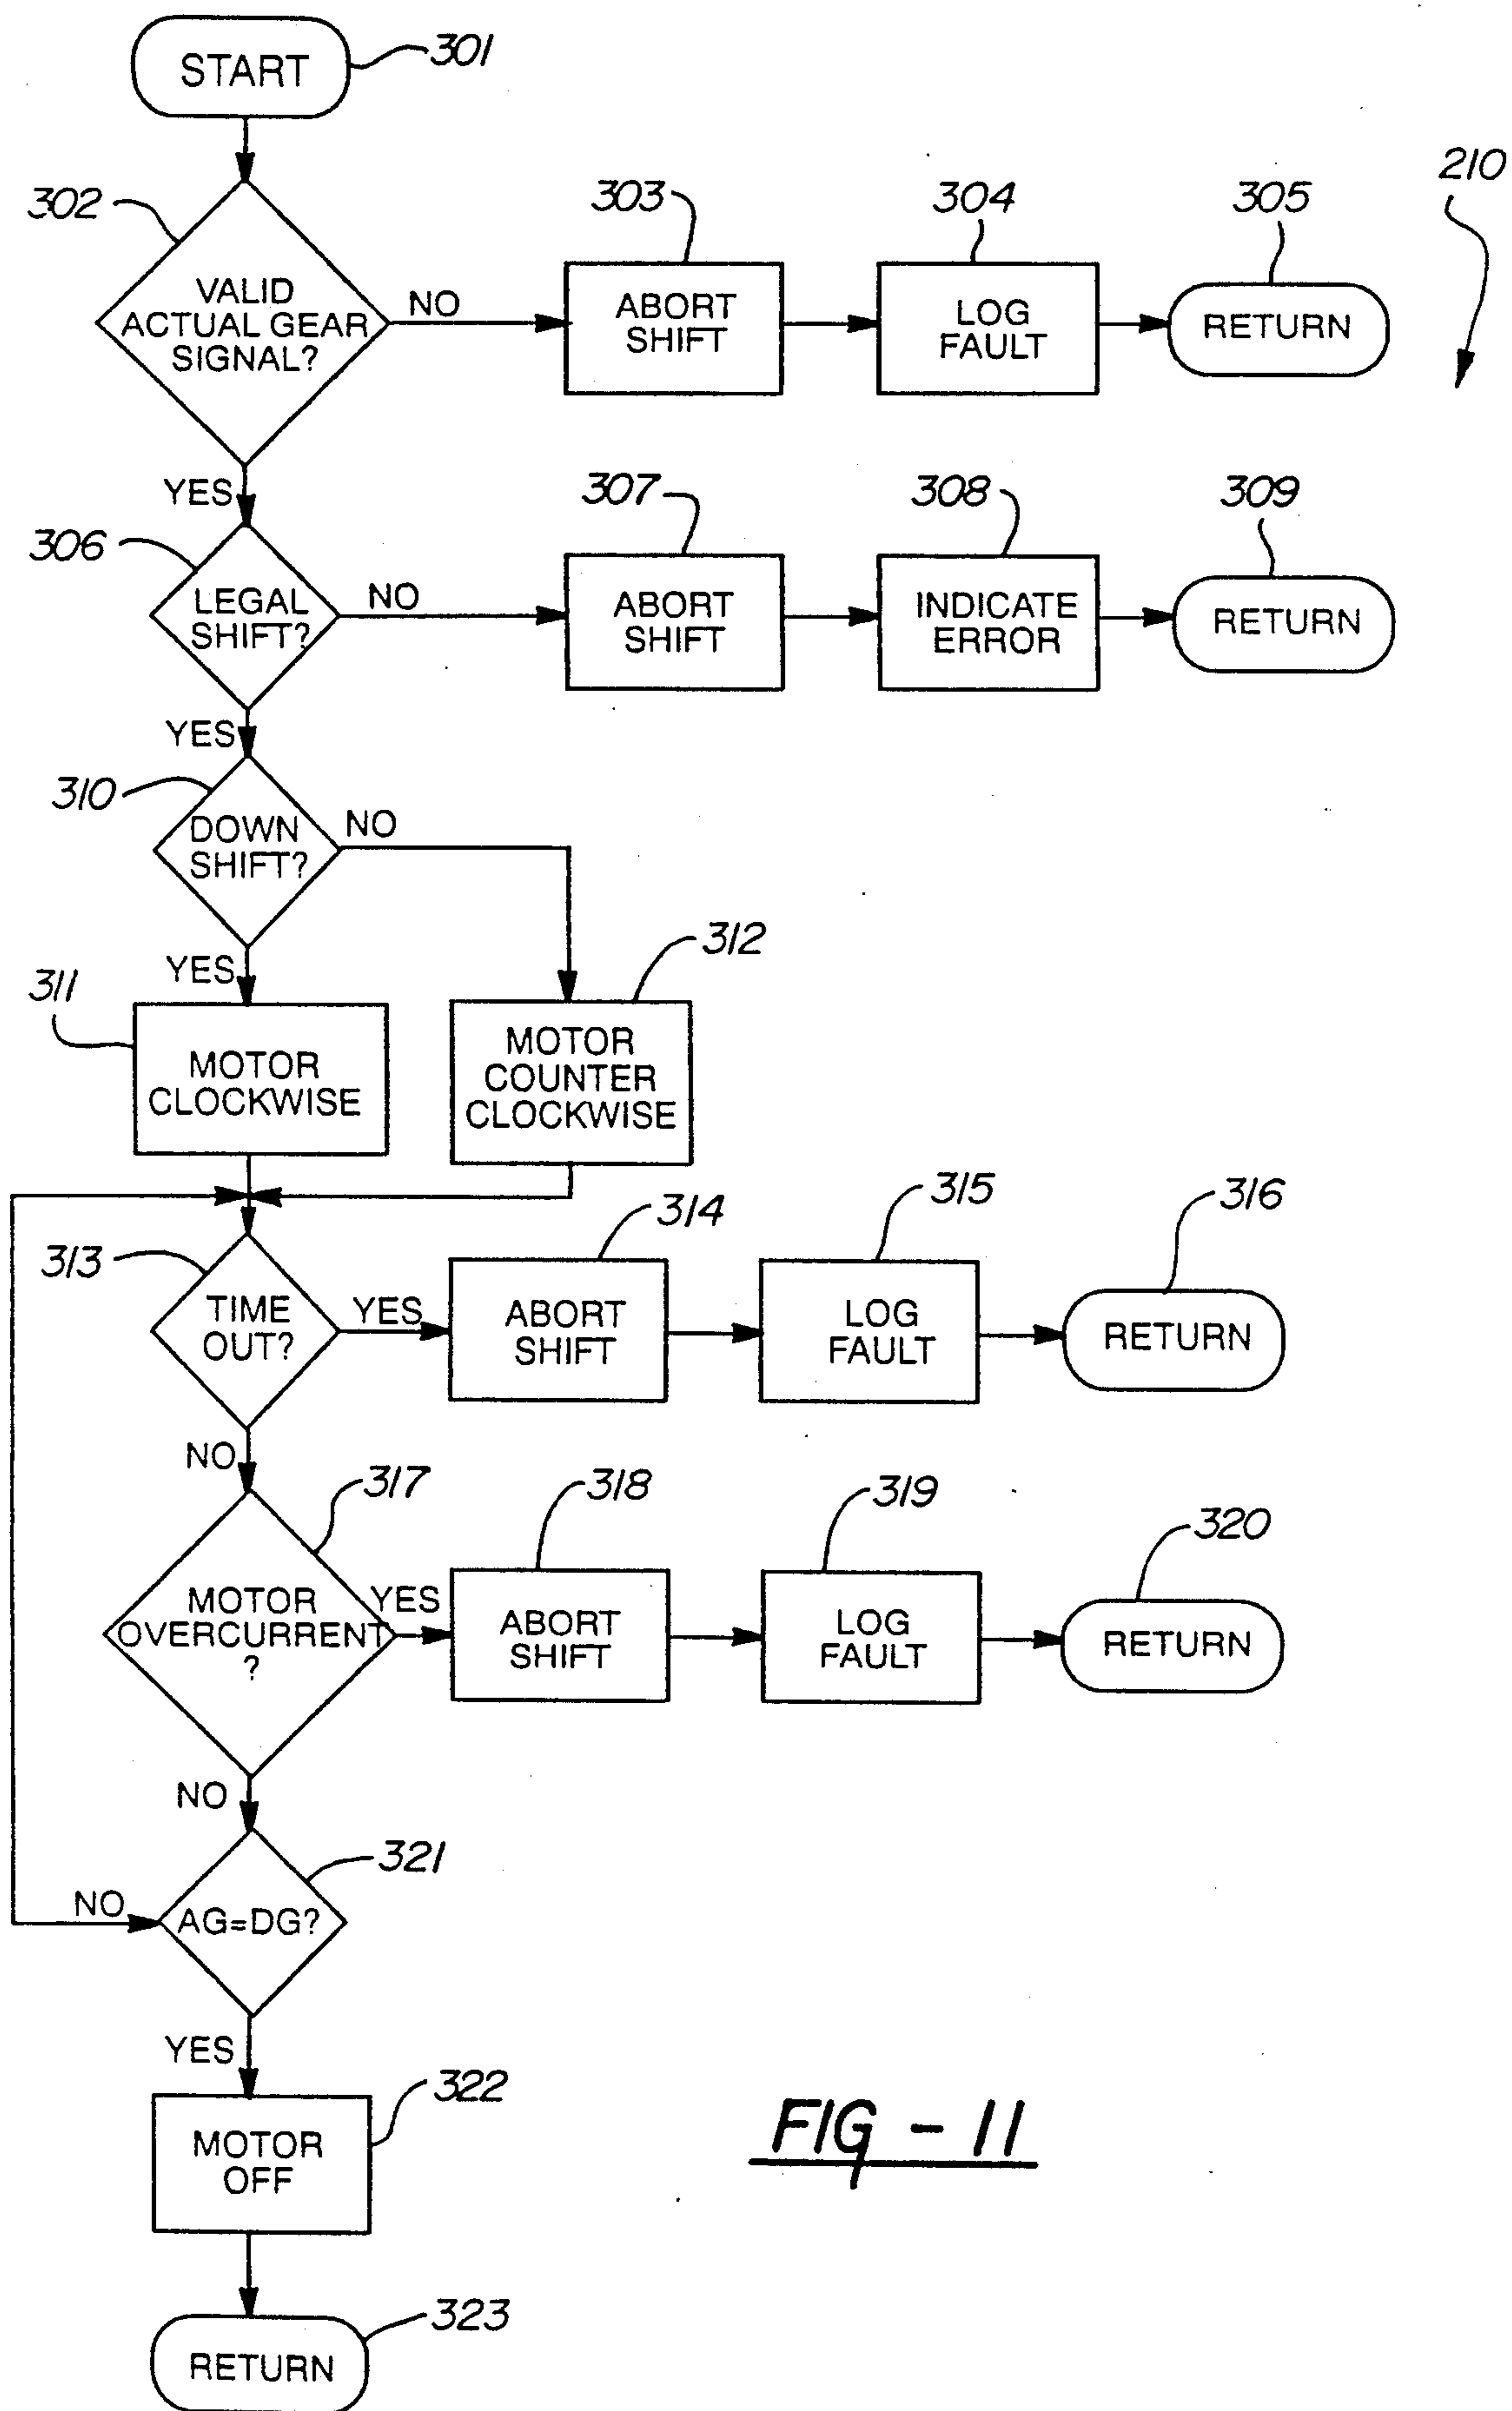 START
301
210
302
VALID
ACTUAL GEAR
SIGNAL?
NO
303
ABORT
SHIFT
304
LOG
FAULT
305
RETURN
YES
306
LEGAL
SHIFT?
NO
307
ABORT
SHIFT
308
INDICATE
ERROR
309
RETURN
YES
310
DOWN
SHIFT?
NO
YES
311
MOTOR
CLOCKWISE
312
MOTOR
COUNTER
CLOCKWISE
313
TIME
OUT?
YES
314
ABORT
SHIFT
315
LOG
FAULT
316
RETURN
NO
317
MOTOR
OVERCURRENT
?
YES
318
ABORT
SHIFT
319
LOG
FAULT
320
RETURN
NO
321
AG=DG?
NO
YES
322
MOTOR
OFF
323
RETURN
FIG - 11